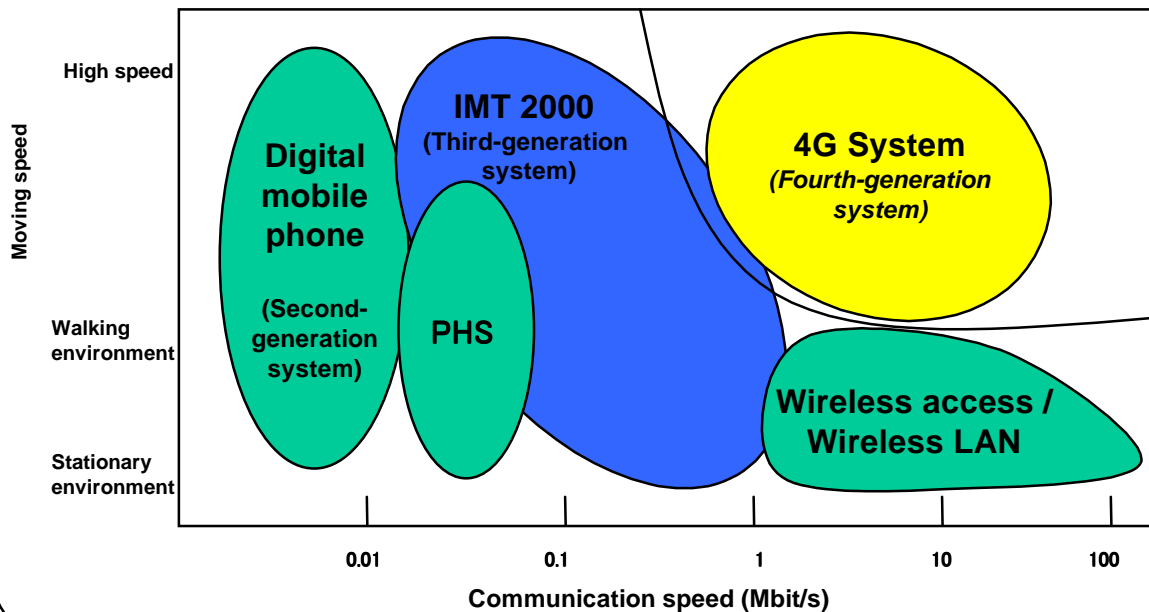 High speed
Moving speed
Walking
environment
Stationary
environment
Digital
mobile
phone
(Second-
generation
system)
IMT 2000
(Third-generation
system)
PHS
4G System
(Fourth-generation
system)
Wireless access /
Wireless LAN
0.01
0.1
1
10
100
Communication speed (Mbit/s)